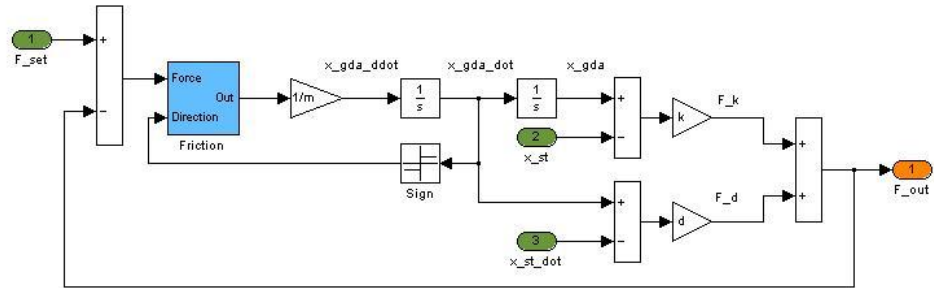 1
F_set
+
−
Force
Out
Direction
Friction
1/m
x_gda_ddot
1
s
x_gda_dot
1
s
x_gda
2
x_st
+
−
k
F_k
Sign
3
x_st_dot
+
−
d
F_d
+
+
1
F_out